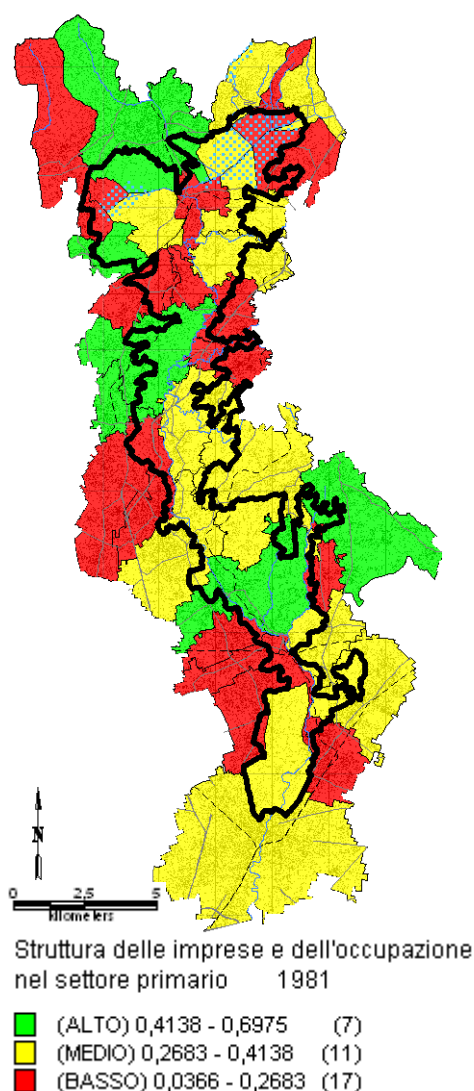 N
0 2,5 5
kilometers
Struttura delle imprese e dell'occupazione
nel settore primario 1981
(ALTO) 0,4138 - 0,6975 (7)
(MEDIO) 0,2683 - 0,4138 (11)
(BASSO) 0,0366 - 0,2683 (17)